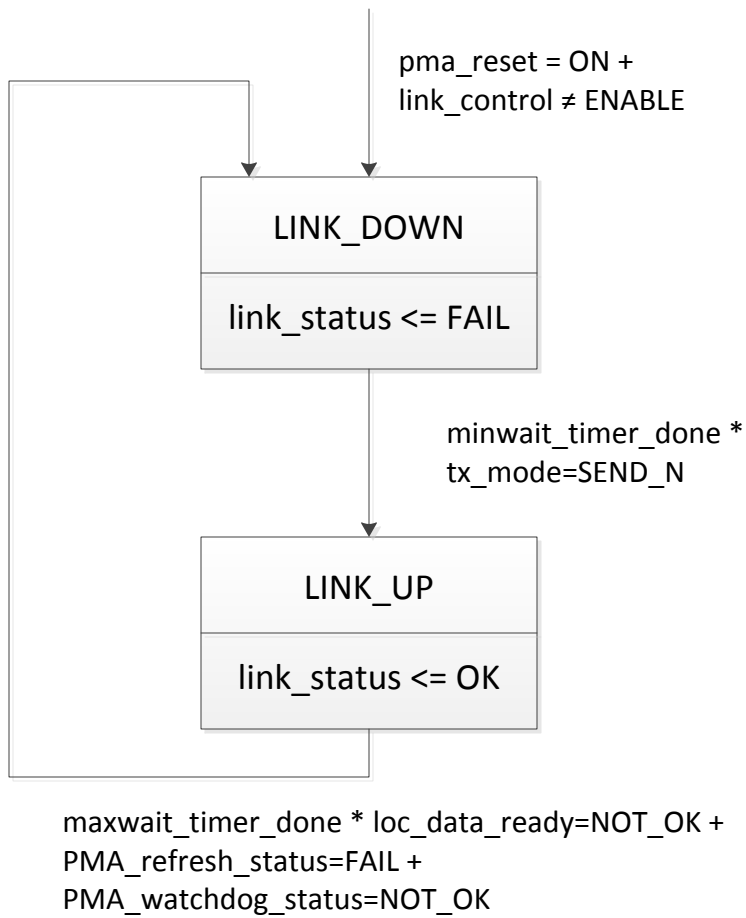 pma_reset = ON +
link_control ≠ ENABLE
LINK_DOWN
link_status <= FAIL
minwait_timer_done *
tx_mode=SEND_N
LINK_UP
link_status <= OK
maxwait_timer_done * loc_data_ready=NOT_OK +
PMA_refresh_status=FAIL +
PMA_watchdog_status=NOT_OK